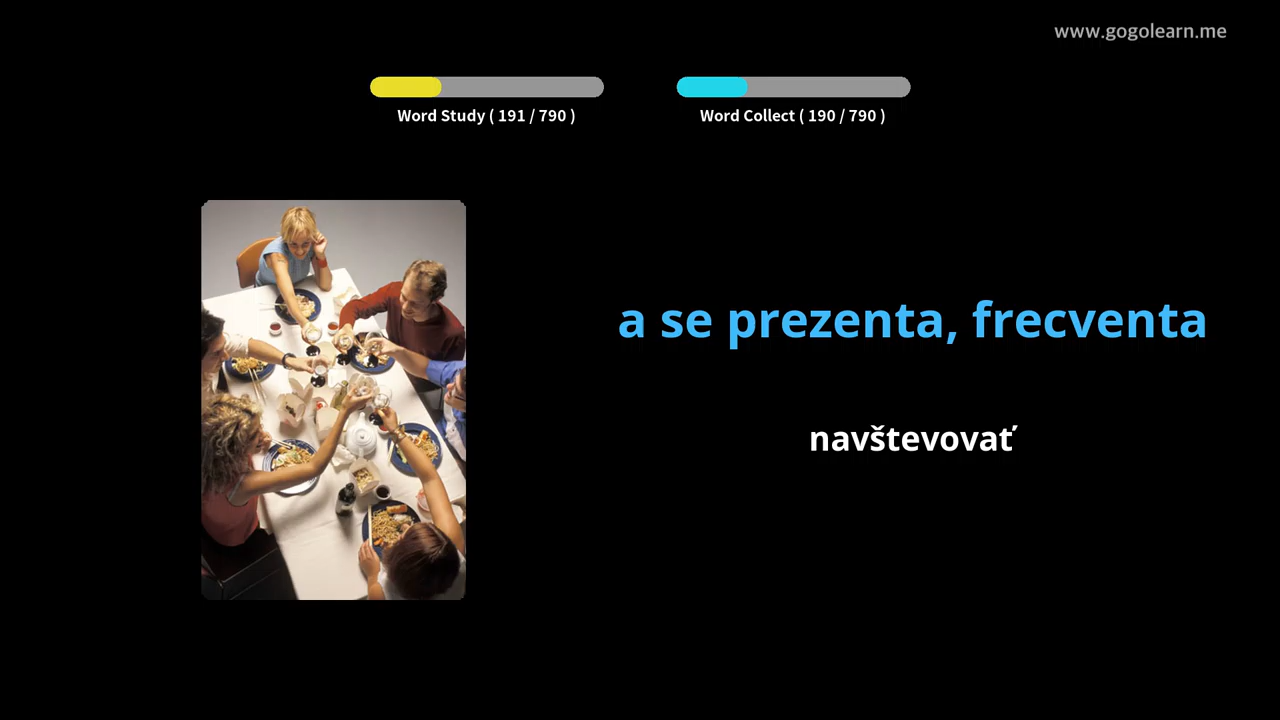 www.gogolearn.me
Word Study ( 191 / 790 )
Word Collect ( 190 / 790 )
a se prezenta, frecventa
navštevovať